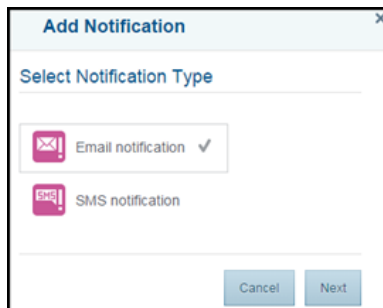 Add Notification
Select Notification Type
Email notification
SMS
SMS notification
Cancel Next